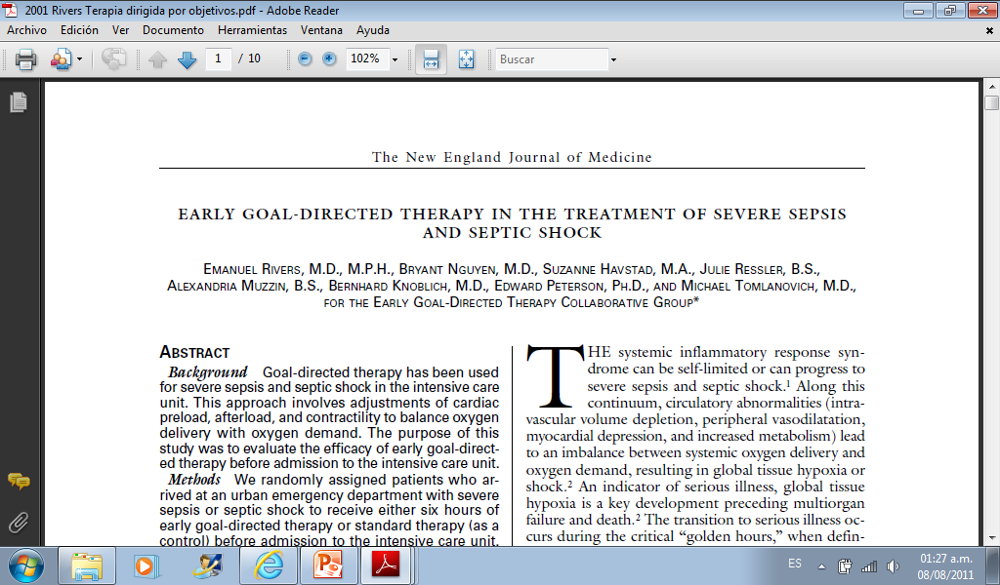 2001 Rivers Terapia dirigida por objetivos.pdf - Adobe Reader
Archivo Edición Ver Documento Herramientas Ventana Ayuda
1 / 10 102% Buscar
The New England Journal of Medicine
EARLY GOAL-DIRECTED THERAPY IN THE TREATMENT OF SEVERE SEPSIS
AND SEPTIC SHOCK
EMANUEL RIVERS, M.D., M.P.H., BRYANT NGUYEN, M.D., SUZANNE HAVSTAD, M.A., JULIE RESSLER, B.S.,
ALEXANDRIA MUZZIN, B.S., BERNHARD KNOBLICH, M.D., EDWARD PETERSON, PH.D., AND MICHAEL TOMLANOVICH, M.D.,
FOR THE EARLY GOAL-DIRECTED THERAPY COLLABORATIVE GROUP*
ABSTRACT
Background Goal-directed therapy has been used
for severe sepsis and septic shock in the intensive care
unit. This approach involves adjustments of cardiac
preload, afterload, and contractility to balance oxygen
delivery with oxygen demand. The purpose of this
study was to evaluate the efficacy of early goal-direct-
ed therapy before admission to the intensive care unit.
Methods We randomly assigned patients who ar-
rived at an urban emergency department with severe
sepsis or septic shock to receive either six hours of
early goal-directed therapy or standard therapy (as a
control) before admission to the intensive care unit.
THE systemic inflammatory response syn-
drome can be self-limited or can progress to
severe sepsis and septic shock.1 Along this
continuum, circulatory abnormalities (intra-
vascular volume depletion, peripheral vasodilatation,
myocardial depression, and increased metabolism) lead
to an imbalance between systemic oxygen delivery and
oxygen demand, resulting in global tissue hypoxia or
shock.2 An indicator of serious illness, global tissue
hypoxia is a key development preceding multiorgan
failure and death.2 The transition to serious illness oc-
curs during the critical “golden hours,” when defin-
ES 01:27 a.m.
08/08/2011